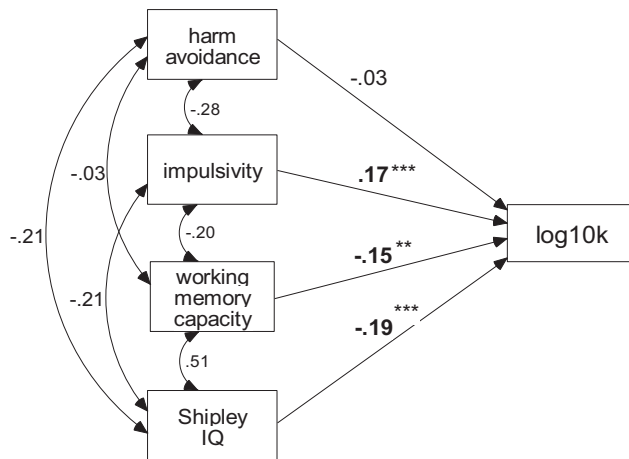 harm
avoidance
-.03
-.28
impulsivity
.17***
-.03
-.20
log10k
-.21
working
memory
capacity
-.15**
-.21
-.19***
.51
Shipley
IQ